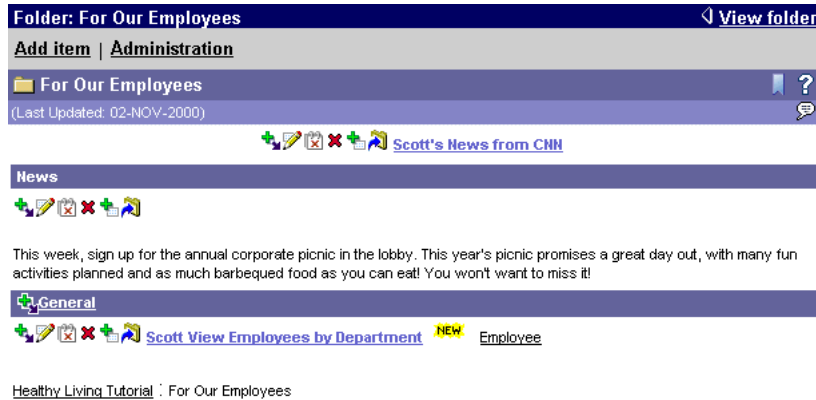 Folder: For Our Employees View folder
Add item | Administration
For Our Employees ?
(Last Updated: 02-NOV-2000)
Scott's News from CNN
News
This week, sign up for the annual corporate picnic in the lobby. This year's picnic promises a great day out, with many fun
activities planned and as much barbequed food as you can eat! You won't want to miss it!
General
Scott View Employees by Department NEW Employee
Healthy Living Tutorial : For Our Employees